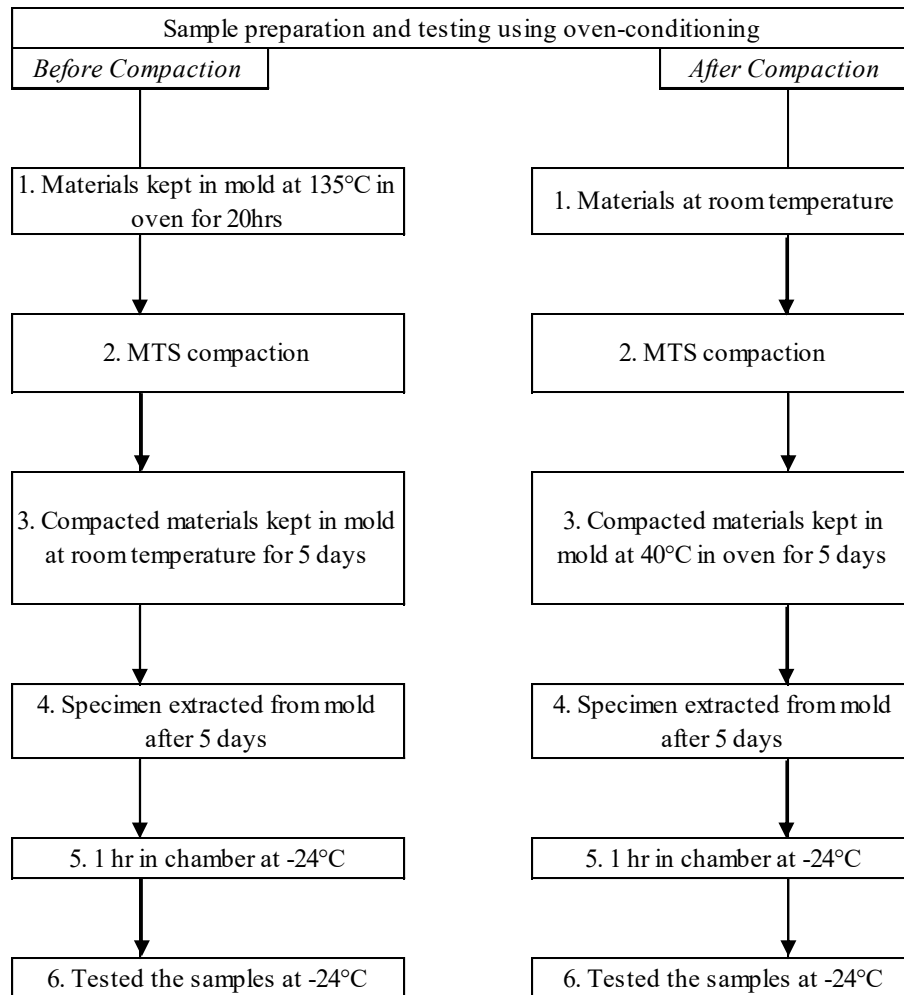 Sample preparation and testing using oven-conditioning
Before Compaction
After Compaction
1. Materials kept in mold at 135°C in
oven for 20hrs
1. Materials at room temperature
2. MTS compaction
2. MTS compaction
3. Compacted materials kept in mold
at room temperature for 5 days
3. Compacted materials kept in
mold at 40°C in oven for 5 days
4. Specimen extracted from mold
after 5 days
4. Specimen extracted from mold
after 5 days
5. 1 hr in chamber at -24°C
5. 1 hr in chamber at -24°C
6. Tested the samples at -24°C
6. Tested the samples at -24°C